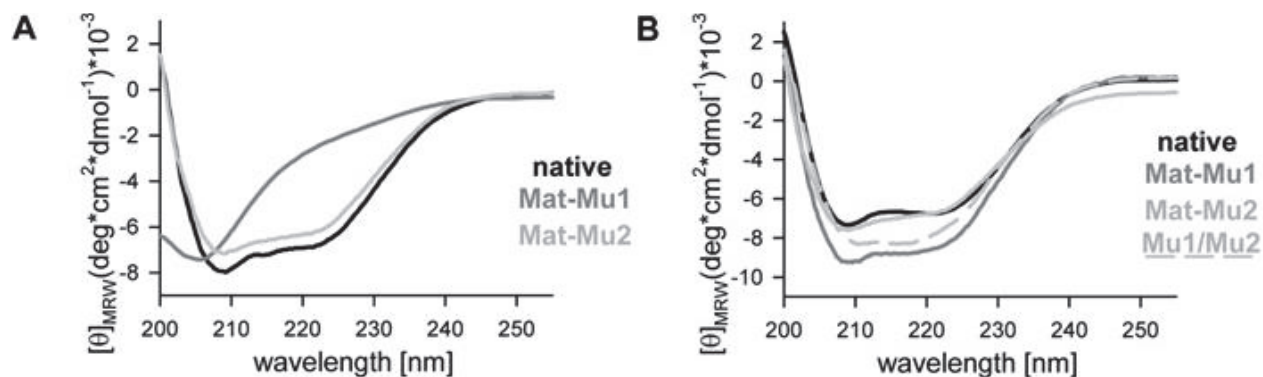 A
[θ]MRW(deg*cm²*dmol⁻¹)*10⁻³
2
0
-2
-4
-6
-8
200 210 220 230 240 250
wavelength [nm]
native
Mat-Mu1
Mat-Mu2
B
[θ]MRW(deg*cm²*dmol⁻¹)*10⁻³
2
0
-2
-4
-6
-8
-10
200 210 220 230 240 250
wavelength [nm]
native
Mat-Mu1
Mat-Mu2
Mu1/Mu2